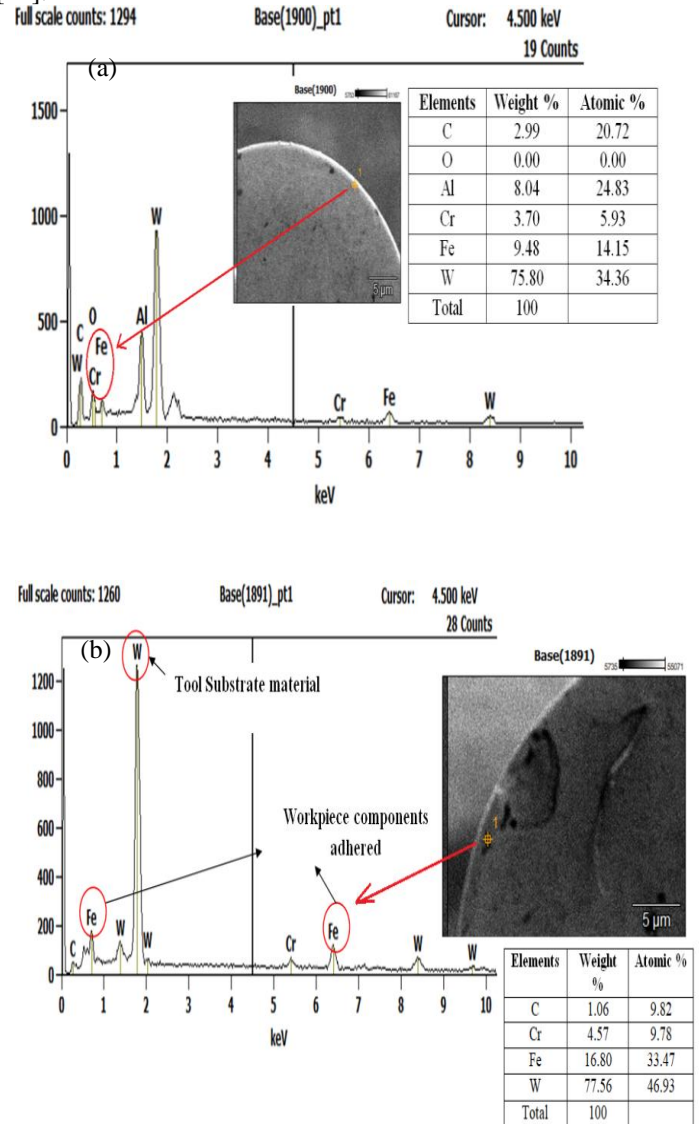 Full scale counts: 1294 Base(1900)_pt1 Cursor: 4.500 keV
19 Counts
(a)
Base(1900)
1
5 µm
Elements Weight % Atomic %
C 2.99 20.72
O 0.00 0.00
Al 8.04 24.83
Cr 3.70 5.93
Fe 9.48 14.15
W 75.80 34.36
Total 100
1500
1000
500
0
W
C
O
W
Fe
Cr
Al
Cr
Fe
W
0 1 2 3 4 5 6 7 8 9 10
keV
Full scale counts: 1260 Base(1891)_pt1 Cursor: 4.500 keV
28 Counts
(b)
W
Tool Substrate material
Base(1891)
5735 55071
1
5 µm
Workpiece components
adhered
1200
1000
800
600
400
200
0
C
Fe
W
W
Cr
Fe
W
W
0 1 2 3 4 5 6 7 8 9 10
keV
Elements Weight % Atomic %
C 1.06 9.82
Cr 4.57 9.78
Fe 16.80 33.47
W 77.56 46.93
Total 100